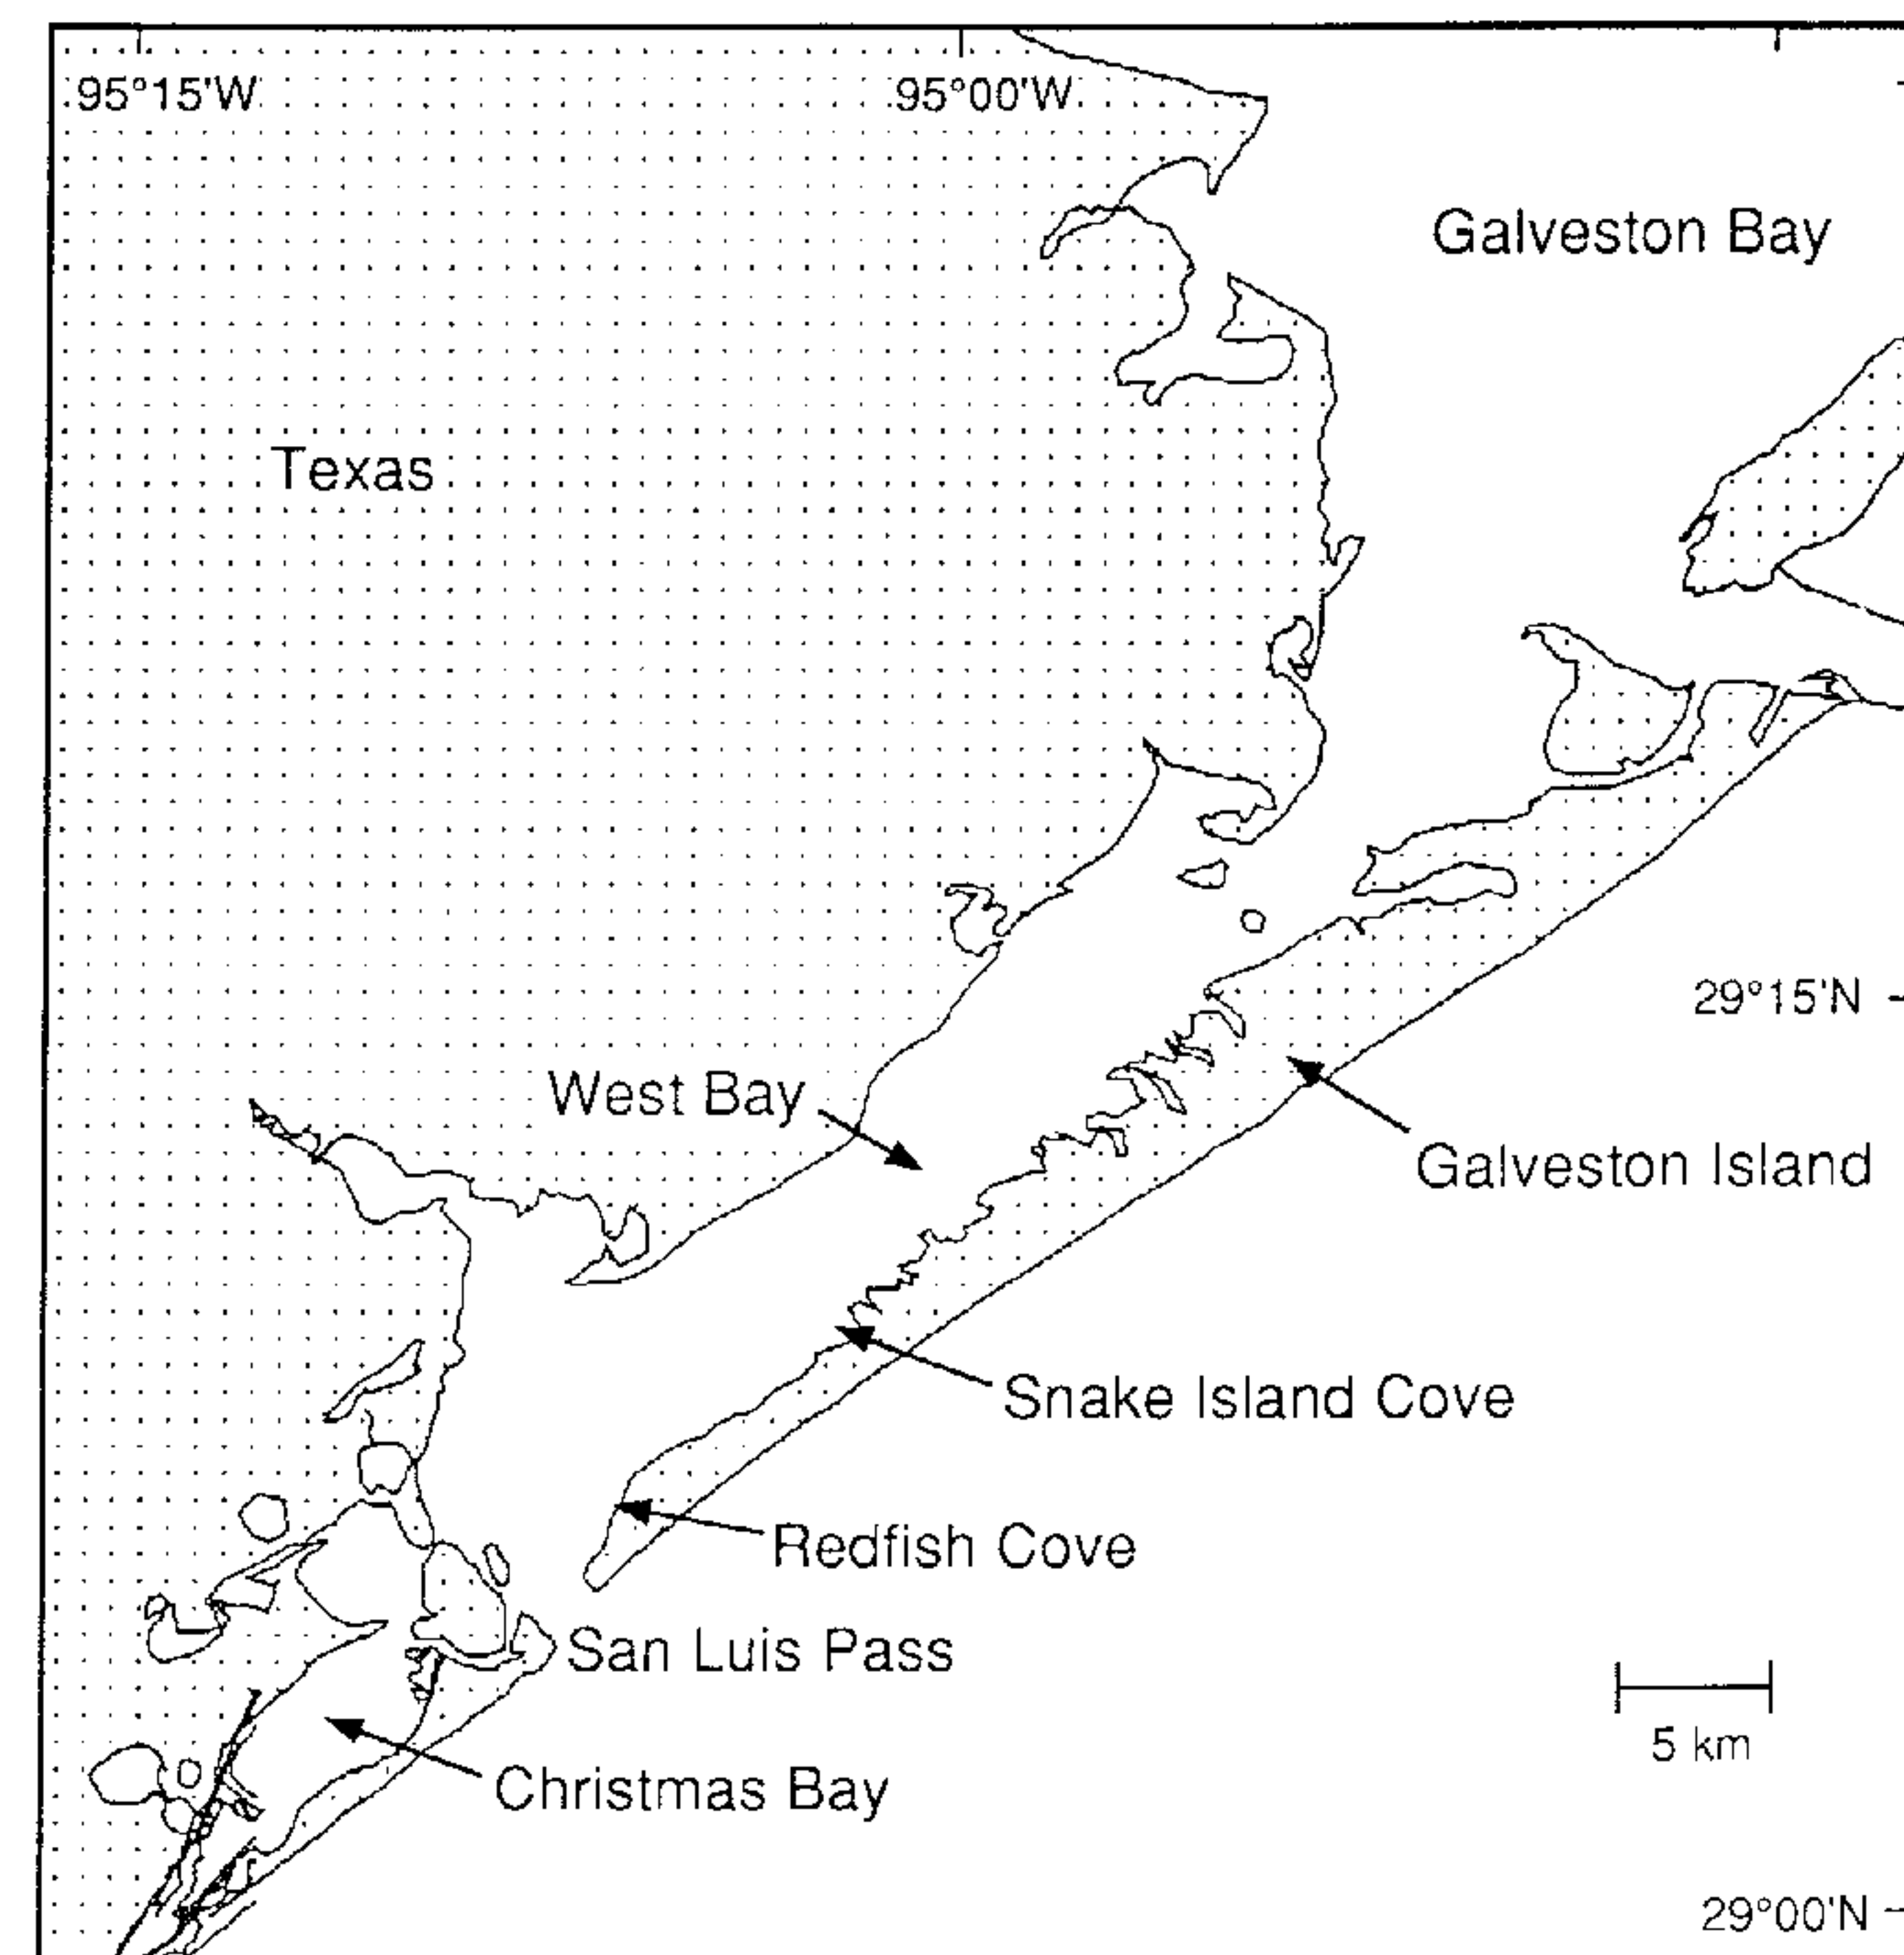 95°15'W
95°00'W
Galveston Bay
Texas
29°15'N
West Bay
Galveston Island
Snake Island Cove
Redfish Cove
San Luis Pass
5 km
Christmas Bay
29°00'N